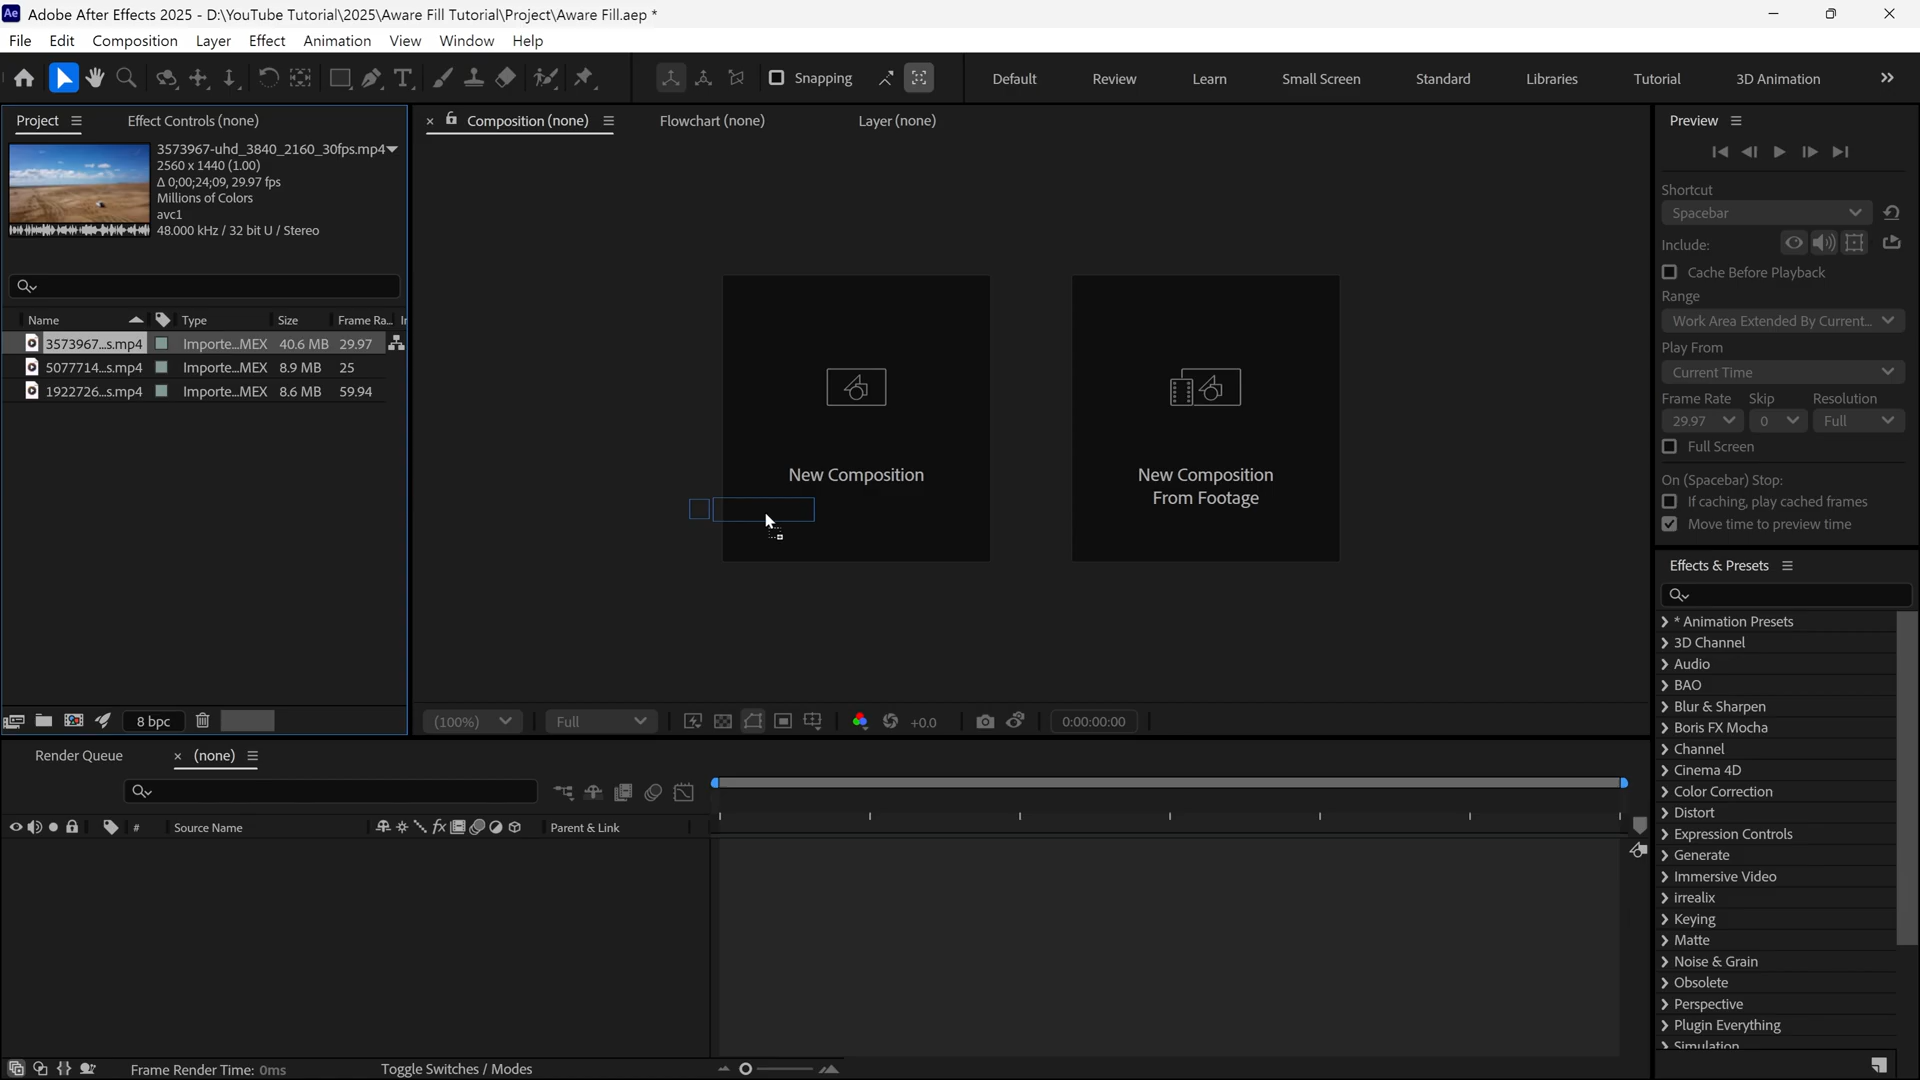 Ae Adobe After Effects 2025 - D:\YouTube Tutorial\2025\Aware Fill Tutorial\Project\Aware Fill.aep *
File Edit Composition Layer Effect Animation View Window Help
Snapping Default Review Learn Small Screen Standard Libraries Tutorial 3D Animation
Project Effect Controls (none)
3573967-uhd_3840_2160_30fps.mp4
2560 x 1440 (1.00)
Δ 0;00;24;09, 29.97 fps
Millions of Colors
avc1
48.000 kHz / 32 bit U / Stereo
Name Type Size Frame Ra...
3573967...s.mp4 Importe...MEX 40.6 MB 29.97
5077714...s.mp4 Importe...MEX 8.9 MB 25
1922726...s.mp4 Importe...MEX 8.6 MB 59.94
8 bpc
Composition (none) Flowchart (none) Layer (none)
New Composition
New Composition
From Footage
(100%) Full +0.0 0:00:00:00
Preview
Shortcut
Spacebar
Include:
Cache Before Playback
Range
Work Area Extended By Current...
Play From
Current Time
Frame Rate Skip Resolution
29.97 0 Full
Full Screen
On (Spacebar) Stop:
If caching, play cached frames
Move time to preview time
Effects & Presets
* Animation Presets
3D Channel
Audio
BAO
Blur & Sharpen
Boris FX Mocha
Channel
Cinema 4D
Color Correction
Distort
Expression Controls
Generate
Immersive Video
irrealix
Keying
Matte
Noise & Grain
Obsolete
Perspective
Plugin Everything
Simulation
Render Queue (none)
# Source Name fx Parent & Link
Frame Render Time: 0ms Toggle Switches / Modes